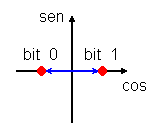 sen
bit 0 bit 1
cos